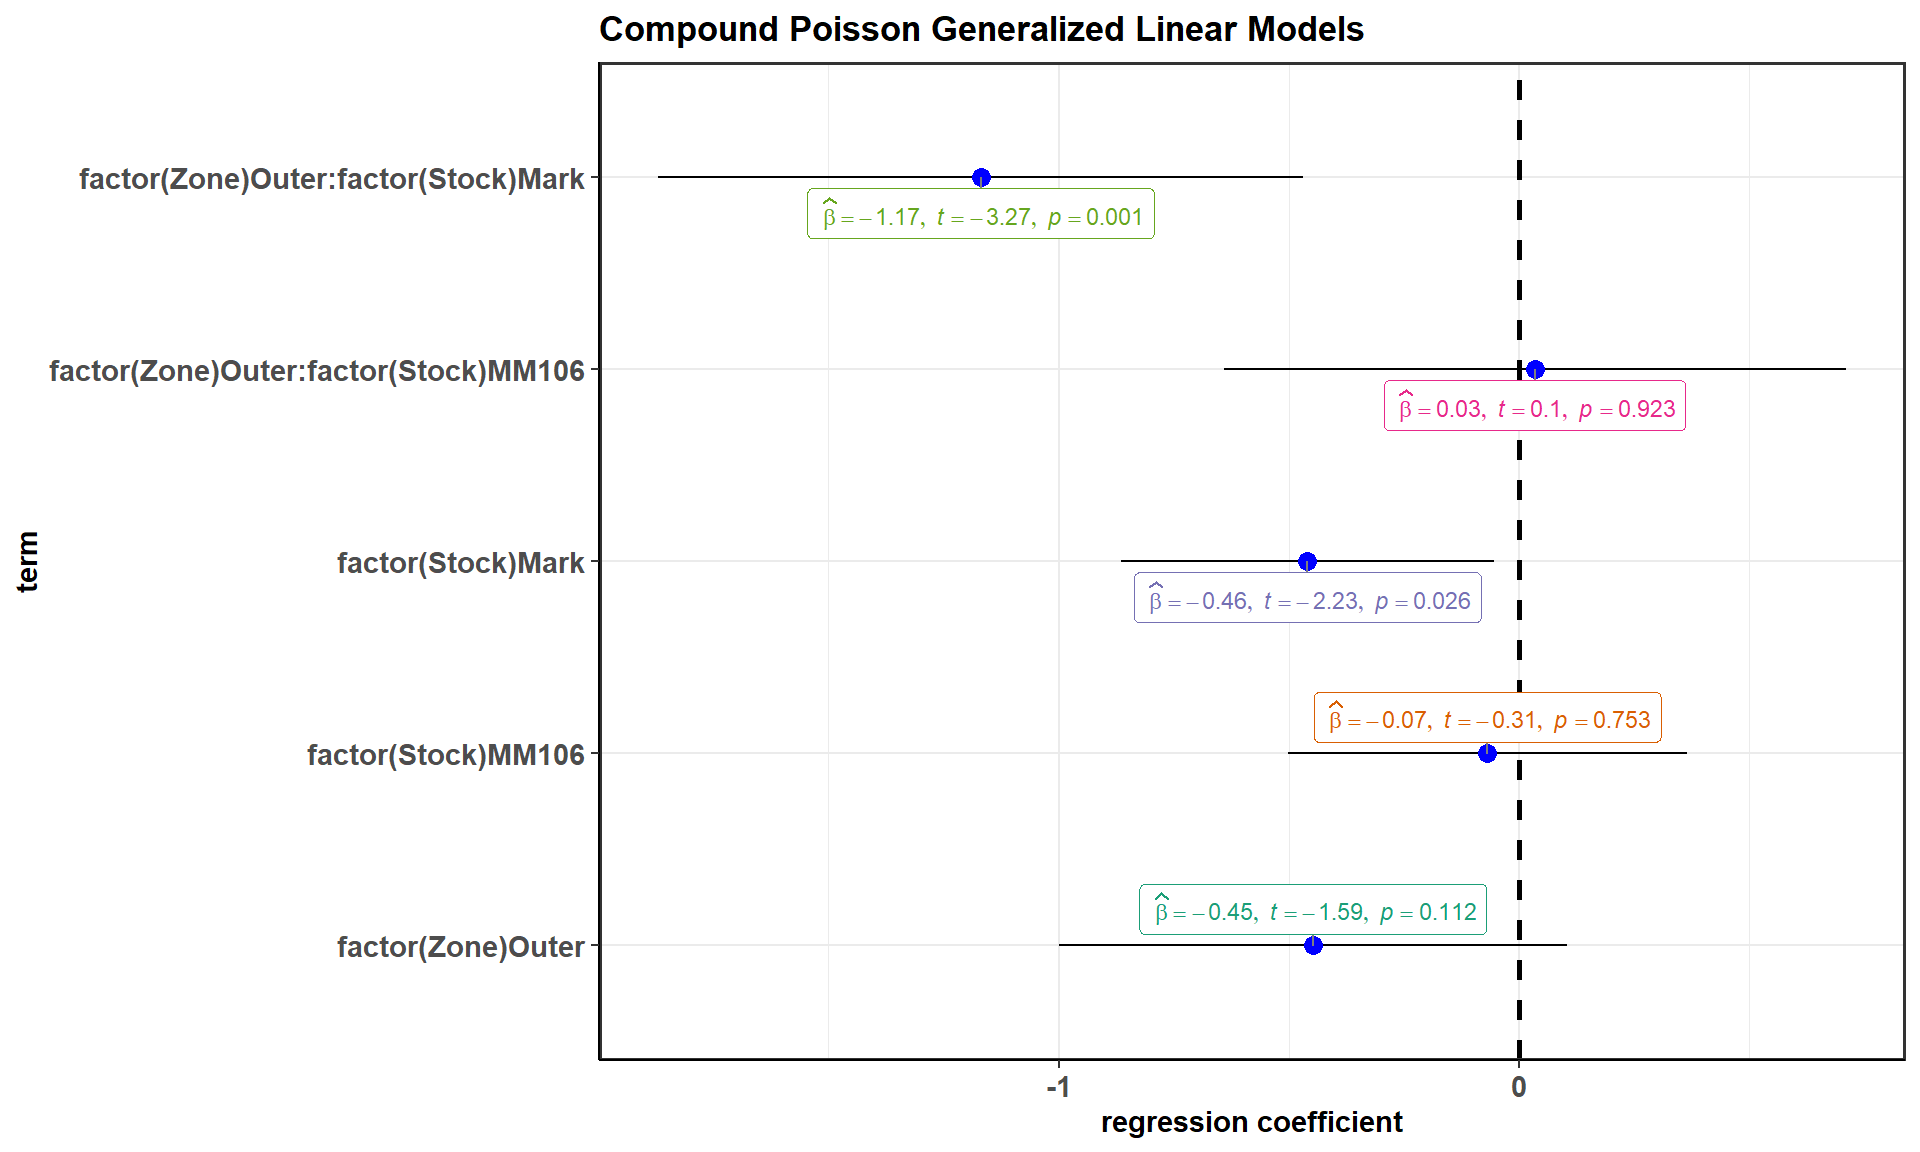 Compound Poisson Generalized Linear Models
factor(Zone)Outer:factor(Stock)Mark
β̂ = −1.17, t = −3.27, p = 0.001
factor(Zone)Outer:factor(Stock)MM106
β̂ = 0.03, t = 0.1, p = 0.923
term
factor(Stock)Mark
β̂ = −0.46, t = −2.23, p = 0.026
β̂ = −0.07, t = −0.31, p = 0.753
factor(Stock)MM106
β̂ = −0.45, t = −1.59, p = 0.112
factor(Zone)Outer
-1 0
regression coefficient